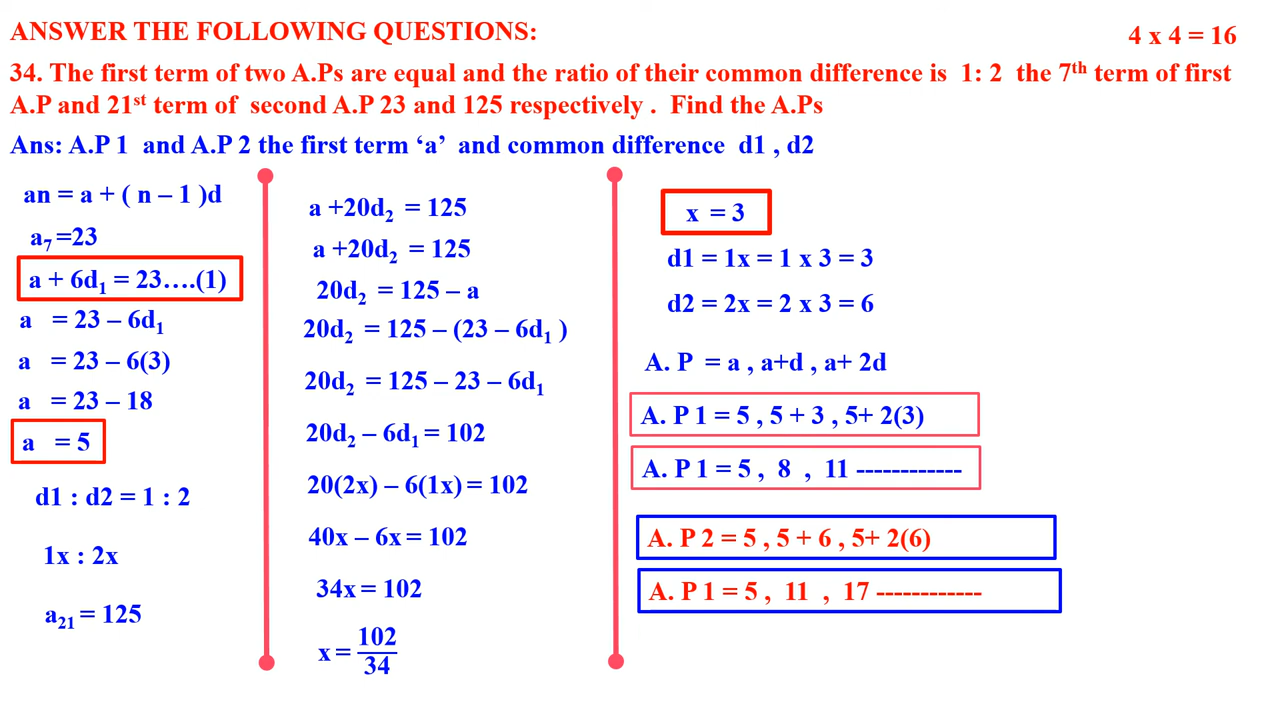 ANSWER THE FOLLOWING QUESTIONS:
4 x 4 = 16
34. The first term of two A.Ps are equal and the ratio of their common difference is 1: 2 the 7th term of first
A.P and 21st term of second A.P 23 and 125 respectively . Find the A.Ps
Ans: A.P 1 and A.P 2 the first term ‘a’ and common difference d1 , d2
an = a + ( n – 1 )d
a₇ =23
a + 6d₁ = 23….(1)
a = 23 – 6d₁
a = 23 – 6(3)
a = 23 – 18
a = 5
d1 : d2 = 1 : 2
1x : 2x
a₂₁ = 125
a +20d₂ = 125
a +20d₂ = 125
20d₂ = 125 – a
20d₂ = 125 – (23 – 6d₁ )
20d₂ = 125 – 23 – 6d₁
20d₂ – 6d₁ = 102
20(2x) – 6(1x) = 102
40x – 6x = 102
34x = 102
x = 102/34
x = 3
d1 = 1x = 1 x 3 = 3
d2 = 2x = 2 x 3 = 6
A. P = a , a+d , a+ 2d
A. P 1 = 5 , 5 + 3 , 5+ 2(3)
A. P 1 = 5 , 8 , 11 ------------
A. P 2 = 5 , 5 + 6 , 5+ 2(6)
A. P 1 = 5 , 11 , 17 ------------